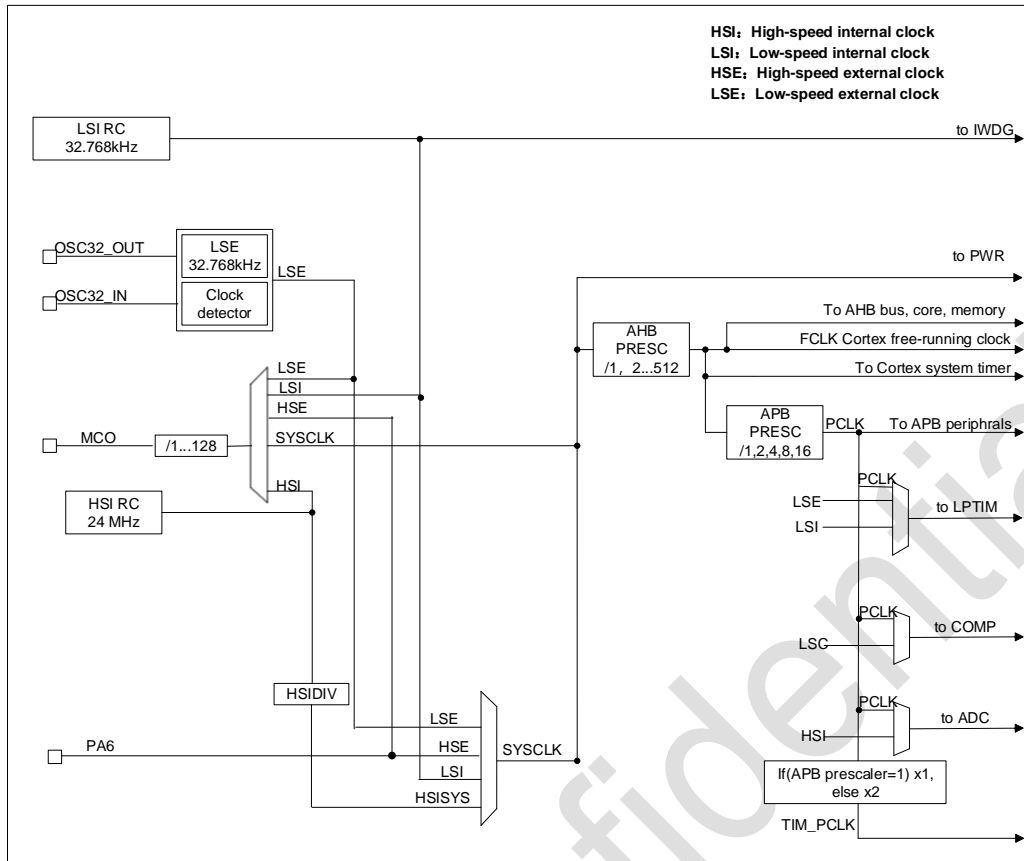 HSI：High-speed internal clock
LSI：Low-speed internal clock
HSE：High-speed external clock
LSE：Low-speed external clock
LSI RC
32.768kHz
to IWDG
OSC32_OUT
LSE
32.768kHz
LSE
OSC32_IN
Clock
detector
to PWR
To AHB bus, core, memory
AHB
PRESC
/1, 2...512
FCLK Cortex free-running clock
To Cortex system timer
LSE
LSI
HSE
APB
PRESC
/1,2,4,8,16
PCLK
To APB periphrals
MCO
/1...128
SYSCLK
HSI
HSI RC
24 MHz
PCLK
LSE
LSI
to LPTIM
PCLK
LSC
to COMP
HSIDIV
PCLK
HSI
to ADC
LSE
PA6
HSE
SYSCLK
LSI
HSISYS
If(APB prescaler=1) x1,
else x2
TIM_PCLK
nfidential